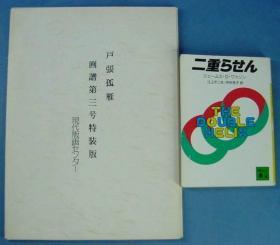 戸張孤雁
画譜第三号特装版
現代版画センター
二重らせん
ジェームス・D・ワトソン
THE
DOUBLE
HELIX